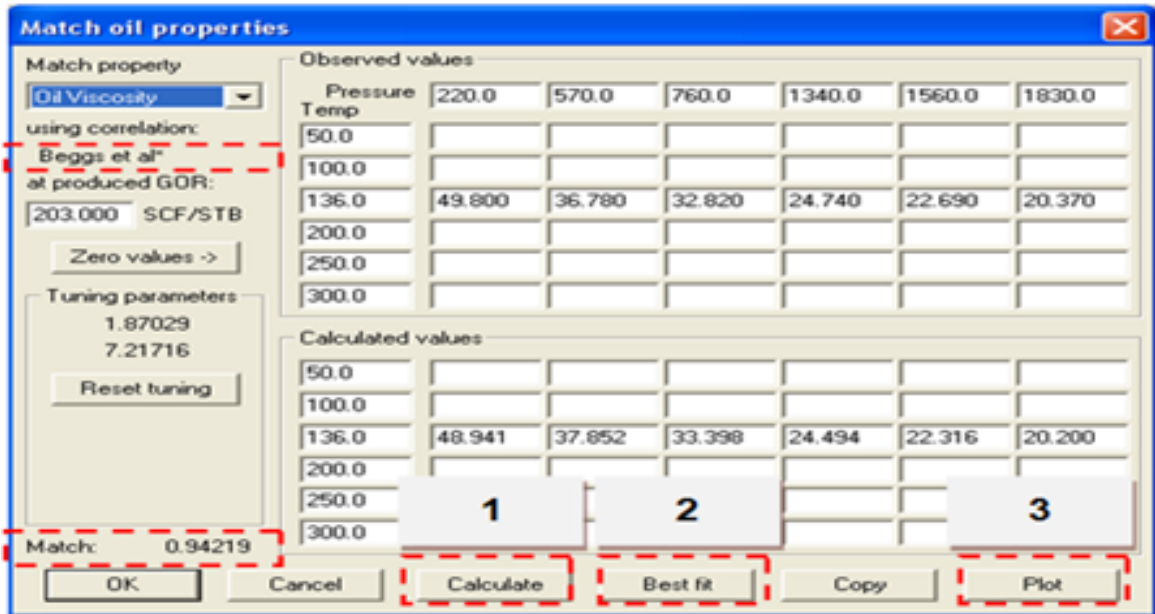 Match oil properties
Match property
Oil Viscosity
using correlation:
Beggs et al*
at produced GOR:
203.000 SCF/STB
Zero values ->
Tuning parameters
1.87029
7.21716
Reset tuning
Match: 0.94219
Observed values
Pressure 220.0 570.0 760.0 1340.0 1560.0 1830.0
Temp
50.0
100.0
136.0 49.800 36.780 32.820 24.740 22.690 20.370
200.0
250.0
300.0
Calculated values
50.0
100.0
136.0 48.941 37.852 33.398 24.494 22.316 20.200
200.0
250.0
300.0
1 2 3
OK Cancel Calculate Best fit Copy Plot